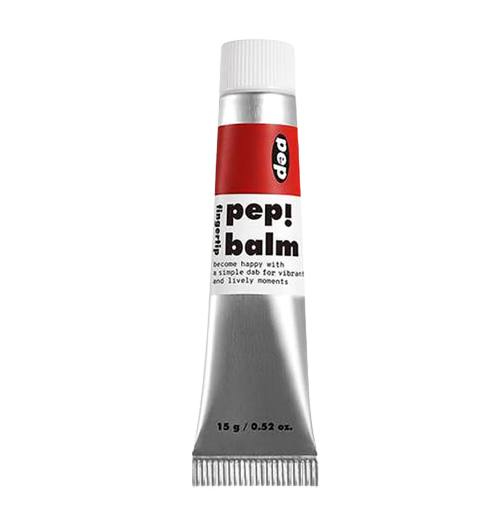 pep
fingertip
pep!
balm
become happy with
a simple dab for vibrant
and lively moments
15 g / 0.52 oz.